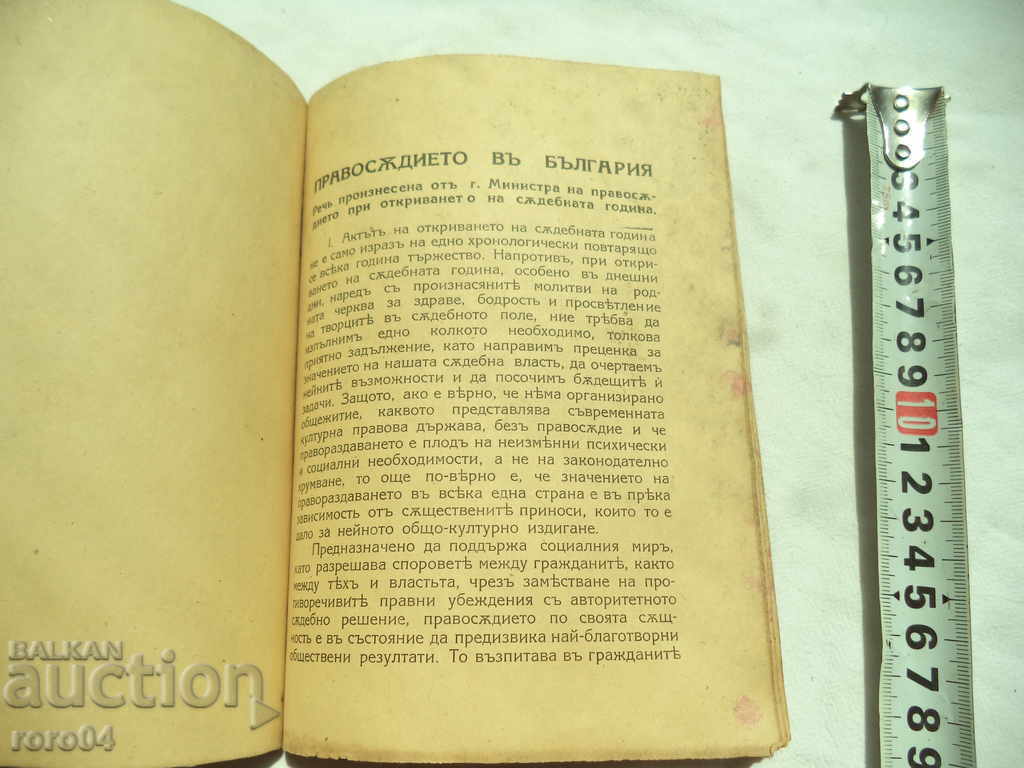 ПРАВОСѪДИЕТО ВЪ БЪЛГАРИЯ
Речь произнесена отъ г. Министра на правосѫ-
дието при откриването на сѫдебната година.
I. Актътъ на откриването на сѫдебната година
не е само изразъ на едно хронологически повтарящо
се всѣка година тържество. Напротивъ, при откри-
ването на сѫдебната година, особено въ днешни
дни, наредъ съ произнасянитѣ молитви на род-
ната черква за здраве, бодрость и просвѣтление
на творцитѣ въ сѫдебното поле, ние трѣбва да
изпълнимъ едно колкото необходимо, толкова
приятно задължение, като направимъ преценка за
значението на нашата сѫдебна власть, да очертаемъ
нейнитѣ възможности и да посочимъ бѫдещитѣ ѝ
задачи. Защото, ако е вѣрно, че нѣма организирано
общежитие, каквото представлява съвременната
културна правова държава, безъ правосѫдие и че
правораздаването е плодъ на неизмѣнни психически
и социални необходимости, а не на законодателно
хрумване, то още по-вѣрно е, че значението на
правораздаването въ всѣка една страна е въ прѣка
зависимость отъ сѫщественитѣ приноси, които то е
дало за нейното общо-културно издигане.
Предназначено да поддържа социалния миръ,
като разрешава спороветѣ между гражданитѣ, както
между тѣхъ и властьта, чрезъ замѣстване на про-
тиворечивитѣ правни убеждения съ авторитетното
сѫдебно решение, правосѫдието по своята сѫщ-
ность е въ състояние да предизвика най-благотворни
обществени резултати. То възпитава въ гражданитѣ
BALKAN
auction
roro04
000
3
4
5
6
7
8
9
10
1
2
3
4
5
6
7
8
9